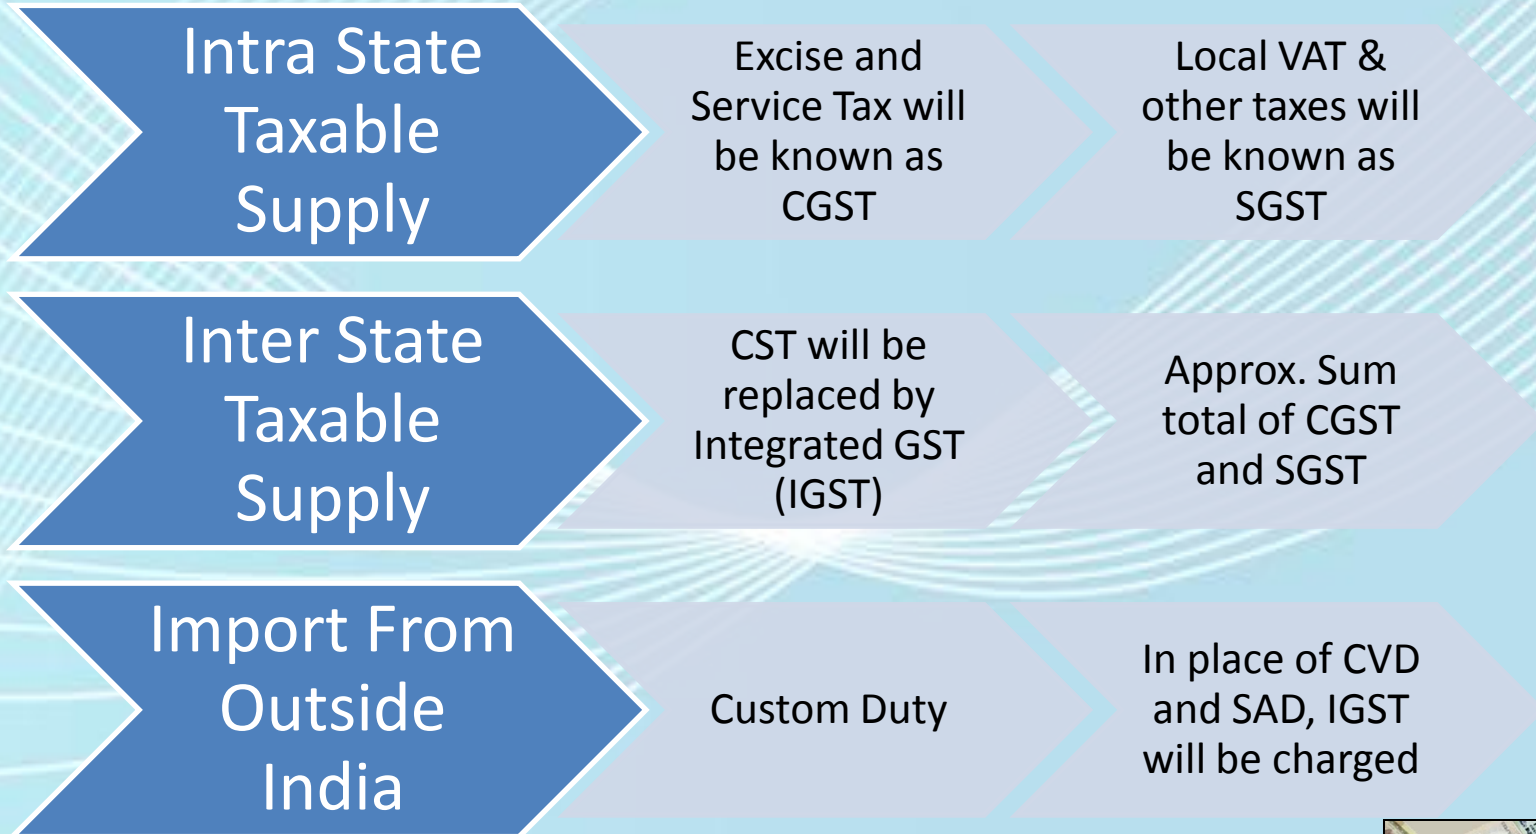 Intra State
Taxable
Supply
Excise and
Service Tax will
be known as
CGST
Local VAT &
other taxes will
be known as
SGST
Inter State
Taxable
Supply
CST will be
replaced by
Integrated GST
(IGST)
Approx. Sum
total of CGST
and SGST
Import From
Outside
India
Custom Duty
In place of CVD
and SAD, IGST
will be charged